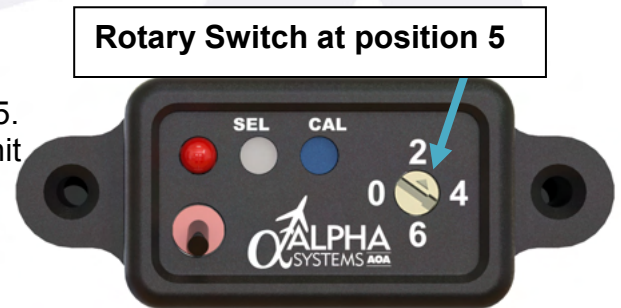 Rotary Switch at position 5
5.
nit
SEL CAL
2
0 4
6
ALPHA
SYSTEMS AOA